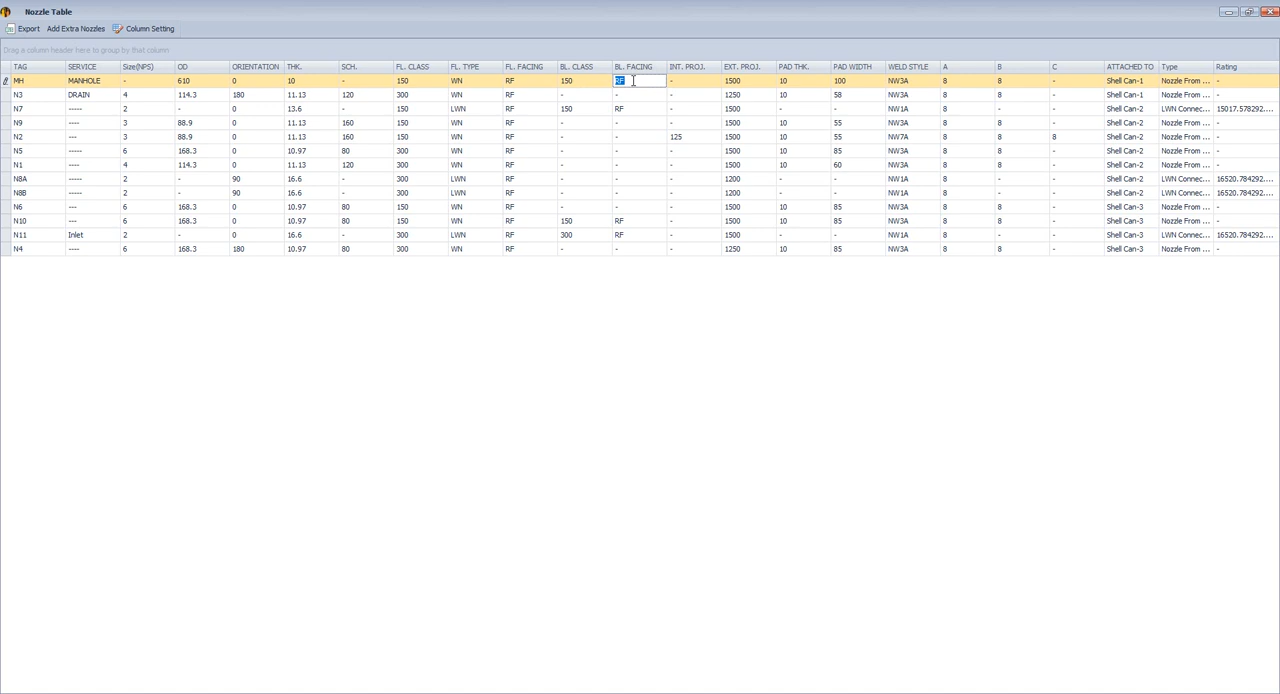 Nozzle Table
Export Add Extra Nozzles Column Setting
Drag a column header here to group by that column
TAG SERVICE Size(NPS) OD ORIENTATION THK. SCH. FL. CLASS FL. TYPE FL. FACING BL. CLASS BL. FACING INT. PROJ. EXT. PROJ. PAD THK. PAD WIDTH WELD STYLE A B C ATTACHED TO Type Rating
MH MANHOLE - 610 0 10 - 150 WN RF 150 RF - 1500 10 100 NW3A 8 8 - Shell Can-1 Nozzle From ... -
N3 DRAIN 4 114.3 180 11.13 120 300 WN RF - - - 1250 10 58 NW3A 8 8 - Shell Can-1 Nozzle From ... -
N7 ----- 2 - 0 13.6 - 150 LWN RF 150 RF - 1500 - - NW1A 8 - - Shell Can-2 LWN Connec... 15017.578292....
N9 ---- 3 88.9 0 11.13 160 150 WN RF - - - 1500 10 55 NW3A 8 8 - Shell Can-2 Nozzle From ... -
N2 --- 3 88.9 0 11.13 160 150 WN RF - - 125 1500 10 55 NW7A 8 8 8 Shell Can-2 Nozzle From ... -
N5 ----- 6 168.3 0 10.97 80 300 WN RF - - - 1500 10 85 NW3A 8 8 - Shell Can-2 Nozzle From ... -
N1 ---- 4 114.3 0 11.13 120 300 WN RF - - - 1500 10 60 NW3A 8 8 - Shell Can-2 Nozzle From ... -
N8A ----- 2 - 90 16.6 - 300 LWN RF - - - 1200 - - NW1A 8 - - Shell Can-2 LWN Connec... 16520.784292....
N8B ----- 2 - 90 16.6 - 300 LWN RF - - - 1200 - - NW1A 8 - - Shell Can-2 LWN Connec... 16520.784292....
N6 --- 6 168.3 0 10.97 80 150 WN RF - - - 1500 10 85 NW3A 8 8 - Shell Can-3 Nozzle From ... -
N10 --- 6 168.3 0 10.97 80 150 WN RF 150 RF - 1500 10 85 NW3A 8 8 - Shell Can-3 Nozzle From ... -
N11 Inlet 2 - 0 16.6 - 300 LWN RF 300 RF - 1500 - - NW1A 8 - - Shell Can-3 LWN Connec... 16520.784292....
N4 ---- 6 168.3 180 10.97 80 300 WN RF - - - 1250 10 85 NW3A 8 8 - Shell Can-3 Nozzle From ... -